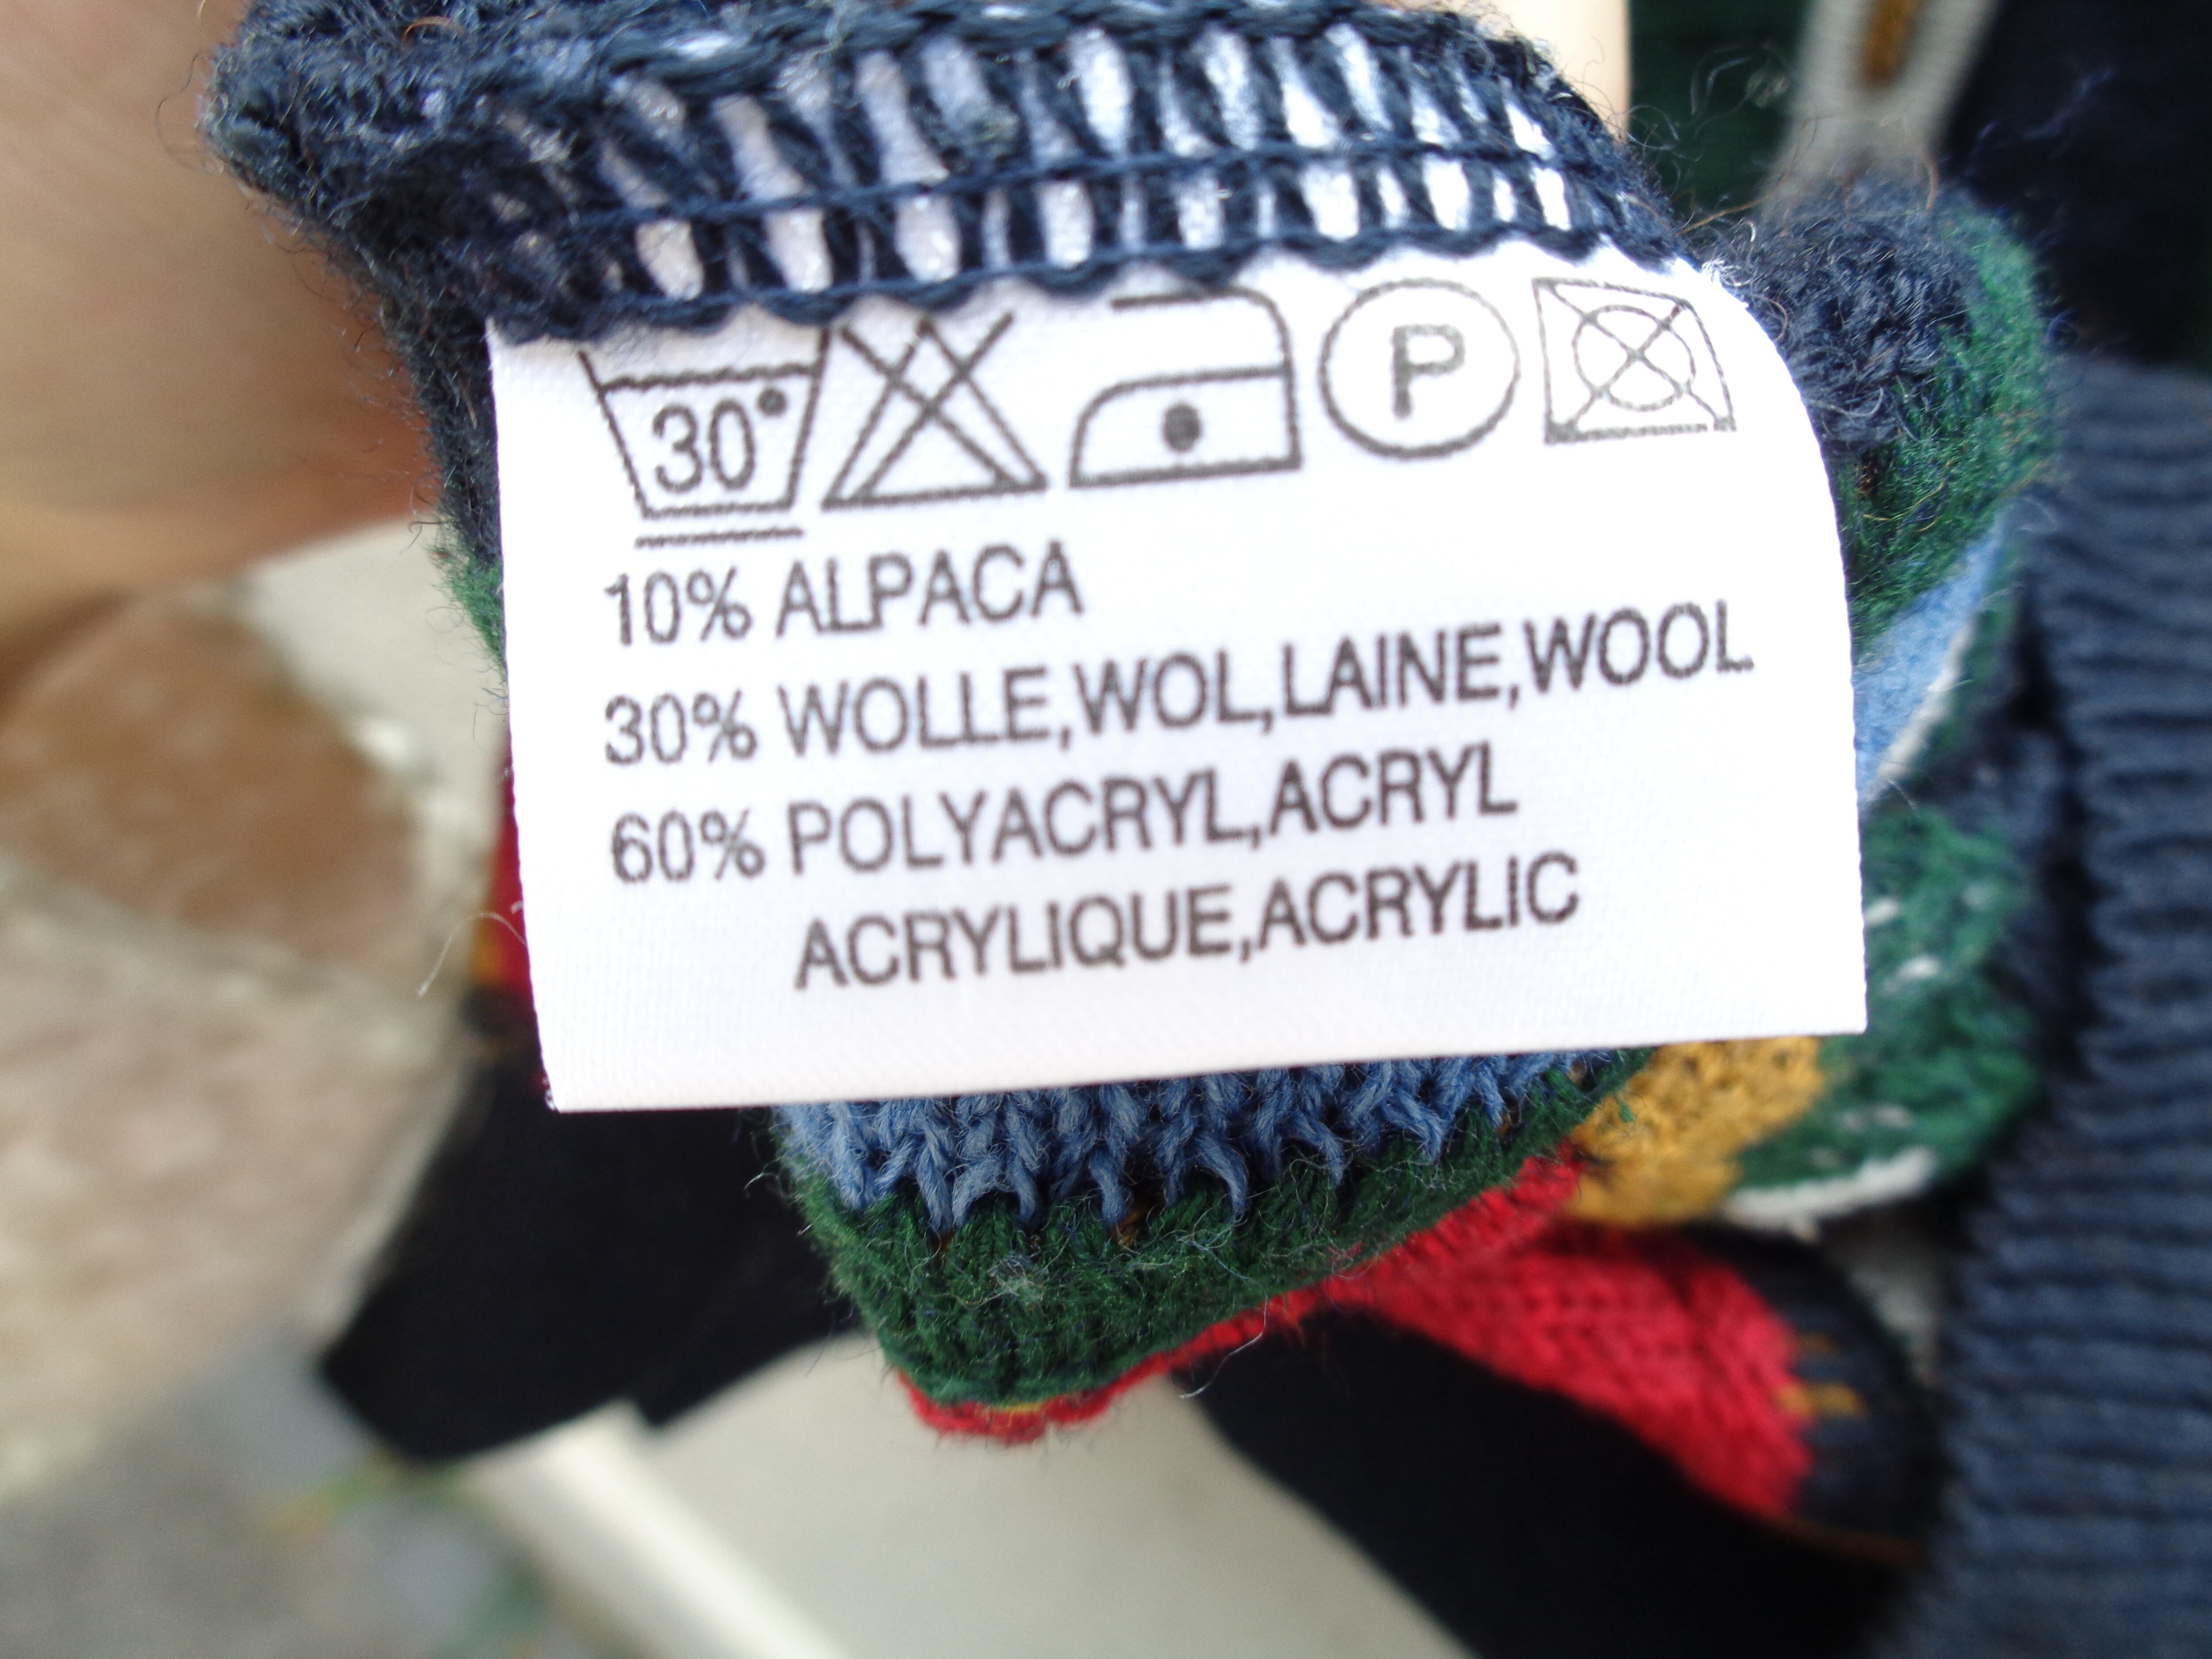 30°
P
10% ALPACA
30% WOLLE,WOL,LAINE,WOOL
60% POLYACRYL,ACRYL
ACRYLIQUE,ACRYLIC